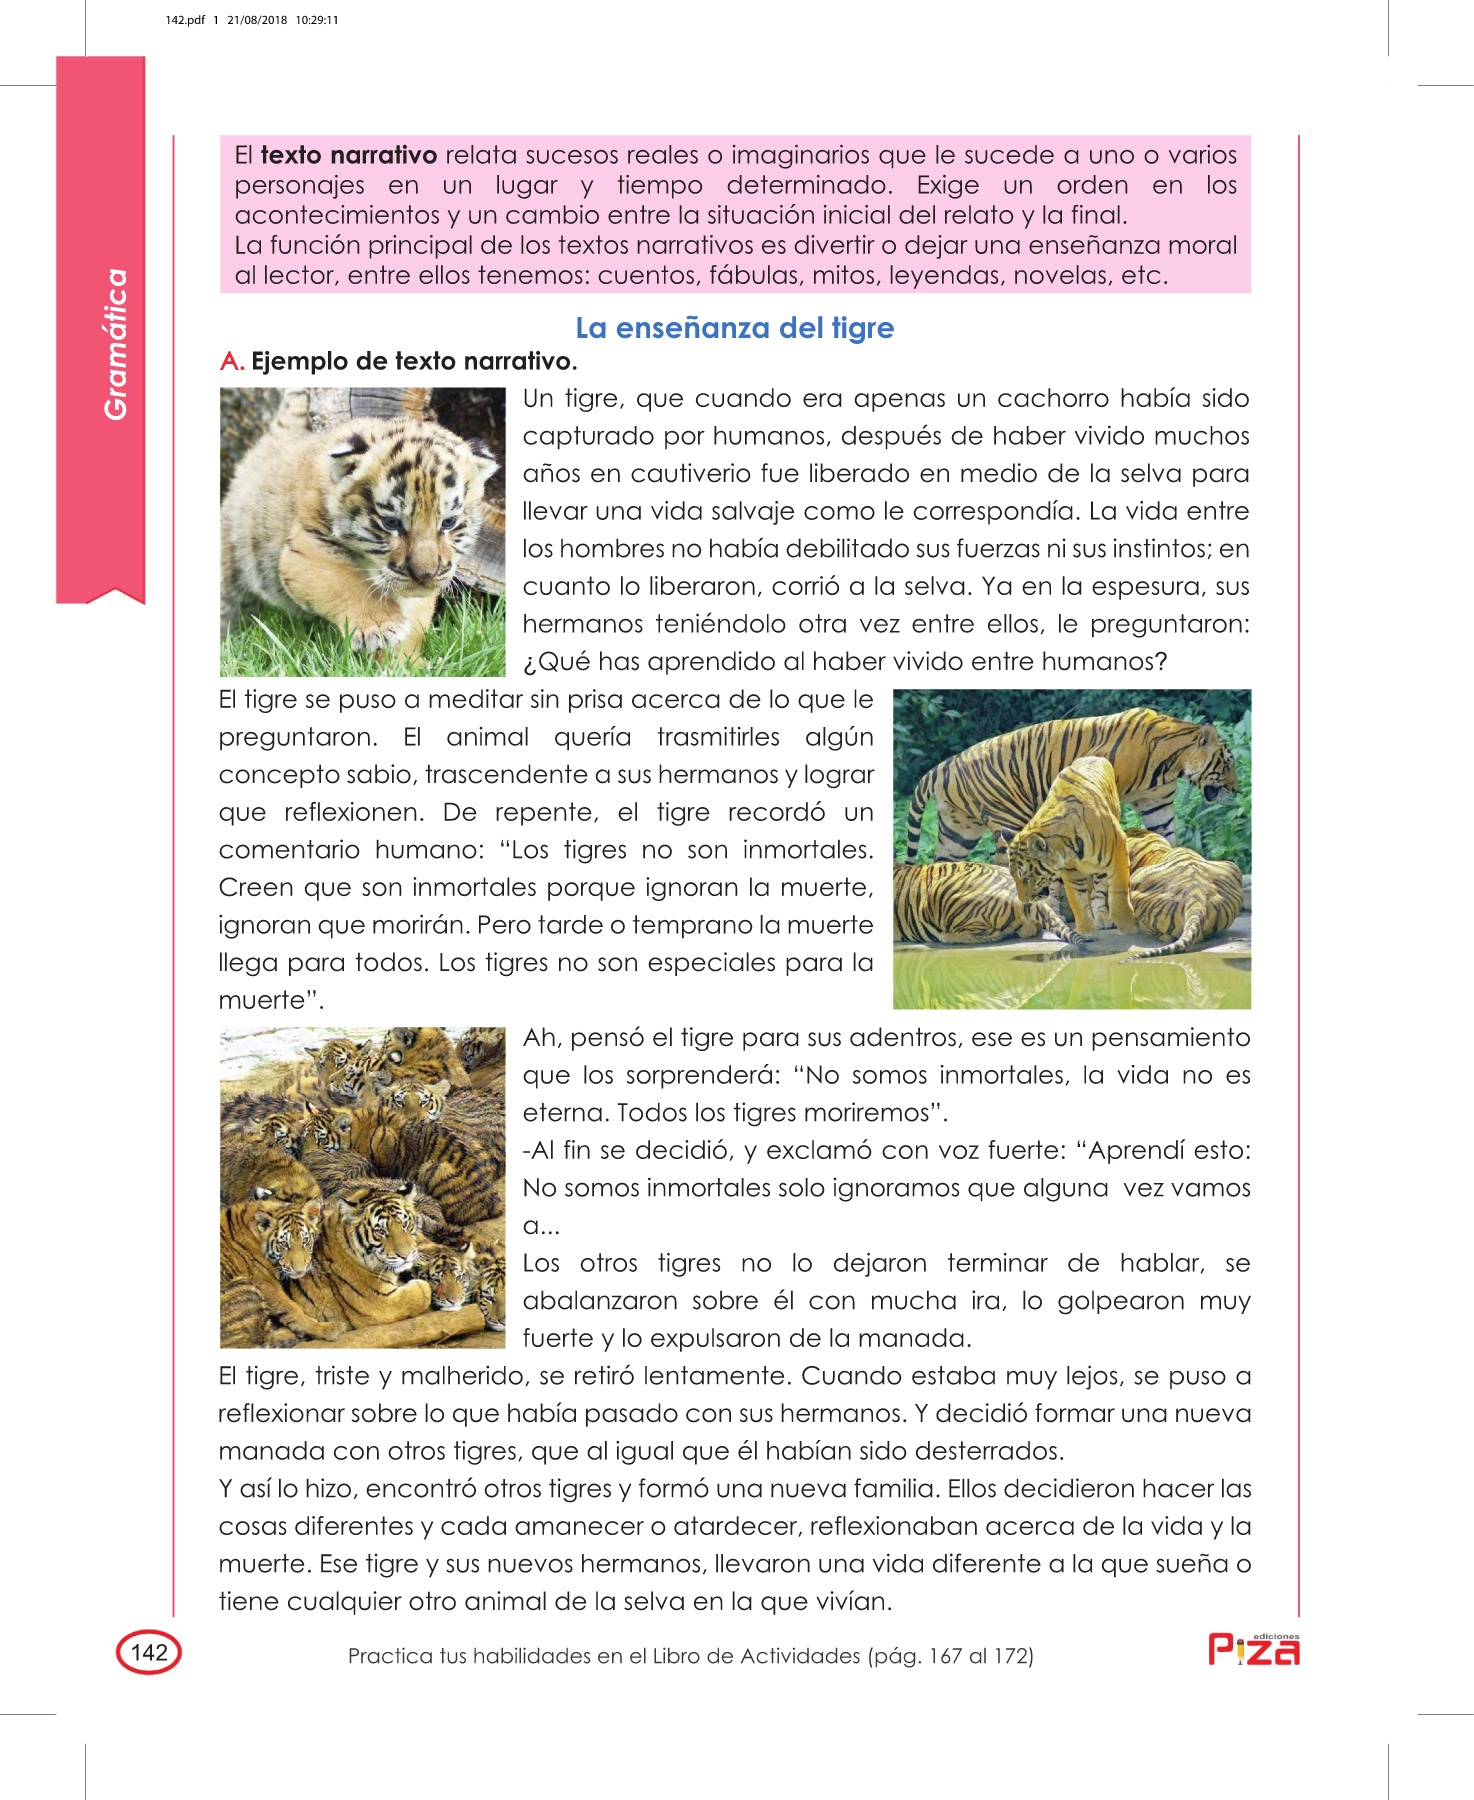 142.pdf 1 21/08/2018 10:29:11
Gramática
El texto narrativo relata sucesos reales o imaginarios que le sucede a uno o varios
personajes en un lugar y tiempo determinado. Exige un orden en los
acontecimientos y un cambio entre la situación inicial del relato y la final.
La función principal de los textos narrativos es divertir o dejar una enseñanza moral
al lector, entre ellos tenemos: cuentos, fábulas, mitos, leyendas, novelas, etc.
La enseñanza del tigre
A. Ejemplo de texto narrativo.
Un tigre, que cuando era apenas un cachorro había sido
capturado por humanos, después de haber vivido muchos
años en cautiverio fue liberado en medio de la selva para
llevar una vida salvaje como le correspondía. La vida entre
los hombres no había debilitado sus fuerzas ni sus instintos; en
cuanto lo liberaron, corrió a la selva. Ya en la espesura, sus
hermanos teniéndolo otra vez entre ellos, le preguntaron:
¿Qué has aprendido al haber vivido entre humanos?
El tigre se puso a meditar sin prisa acerca de lo que le
preguntaron. El animal quería trasmitirles algún
concepto sabio, trascendente a sus hermanos y lograr
que reflexionen. De repente, el tigre recordó un
comentario humano: “Los tigres no son inmortales.
Creen que son inmortales porque ignoran la muerte,
ignoran que morirán. Pero tarde o temprano la muerte
llega para todos. Los tigres no son especiales para la
muerte”.
Ah, pensó el tigre para sus adentros, ese es un pensamiento
que los sorprenderá: “No somos inmortales, la vida no es
eterna. Todos los tigres moriremos”.
-Al fin se decidió, y exclamó con voz fuerte: “Aprendí esto:
No somos inmortales solo ignoramos que alguna vez vamos
a...
Los otros tigres no lo dejaron terminar de hablar, se
abalanzaron sobre él con mucha ira, lo golpearon muy
fuerte y lo expulsaron de la manada.
El tigre, triste y malherido, se retiró lentamente. Cuando estaba muy lejos, se puso a
reflexionar sobre lo que había pasado con sus hermanos. Y decidió formar una nueva
manada con otros tigres, que al igual que él habían sido desterrados.
Y así lo hizo, encontró otros tigres y formó una nueva familia. Ellos decidieron hacer las
cosas diferentes y cada amanecer o atardecer, reflexionaban acerca de la vida y la
muerte. Ese tigre y sus nuevos hermanos, llevaron una vida diferente a la que sueña o
tiene cualquier otro animal de la selva en la que vivían.
142
Practica tus habilidades en el Libro de Actividades (pág. 167 al 172)
ediciones
Piza